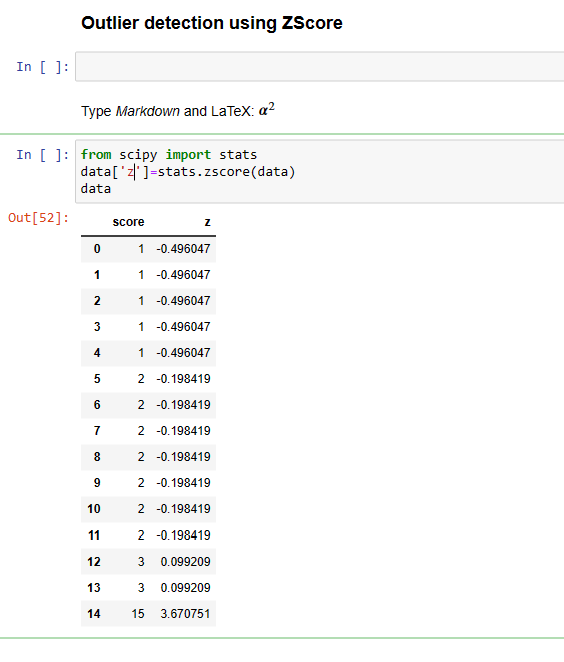 Outlier detection using ZScore
In [ ]:
Type Markdown and LaTeX: α²
In [ ]: from scipy import stats
data['z']=stats.zscore(data)
data
Out[52]:
score z
0 1 -0.496047
1 1 -0.496047
2 1 -0.496047
3 1 -0.496047
4 1 -0.496047
5 2 -0.198419
6 2 -0.198419
7 2 -0.198419
8 2 -0.198419
9 2 -0.198419
10 2 -0.198419
11 2 -0.198419
12 3 0.099209
13 3 0.099209
14 15 3.670751